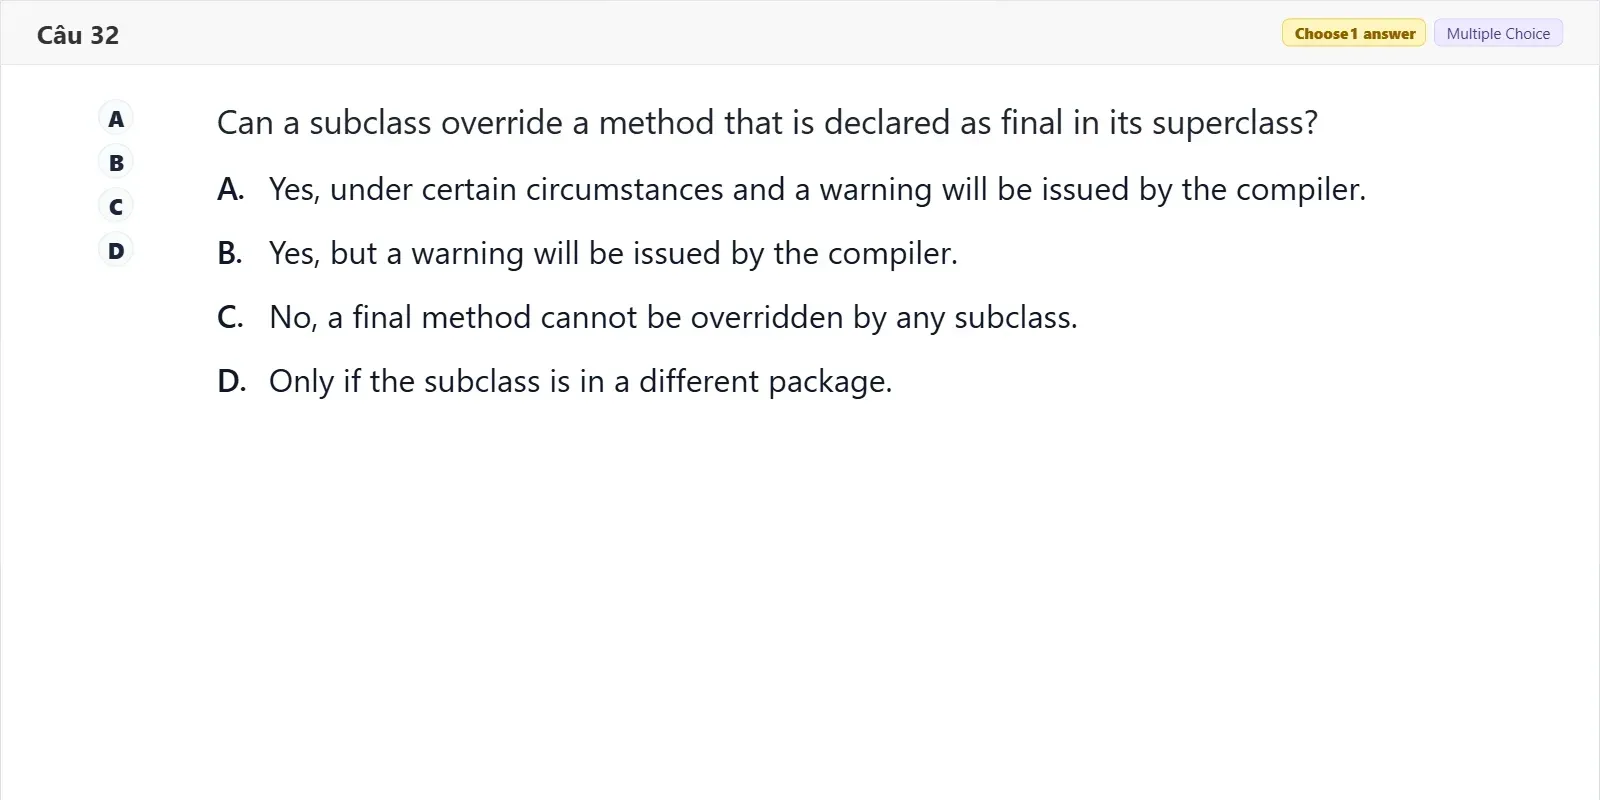 Câu 32
Choose1 answer
Multiple Choice
A
B
C
D
Can a subclass override a method that is declared as final in its superclass?
A. Yes, under certain circumstances and a warning will be issued by the compiler.
B. Yes, but a warning will be issued by the compiler.
C. No, a final method cannot be overridden by any subclass.
D. Only if the subclass is in a different package.